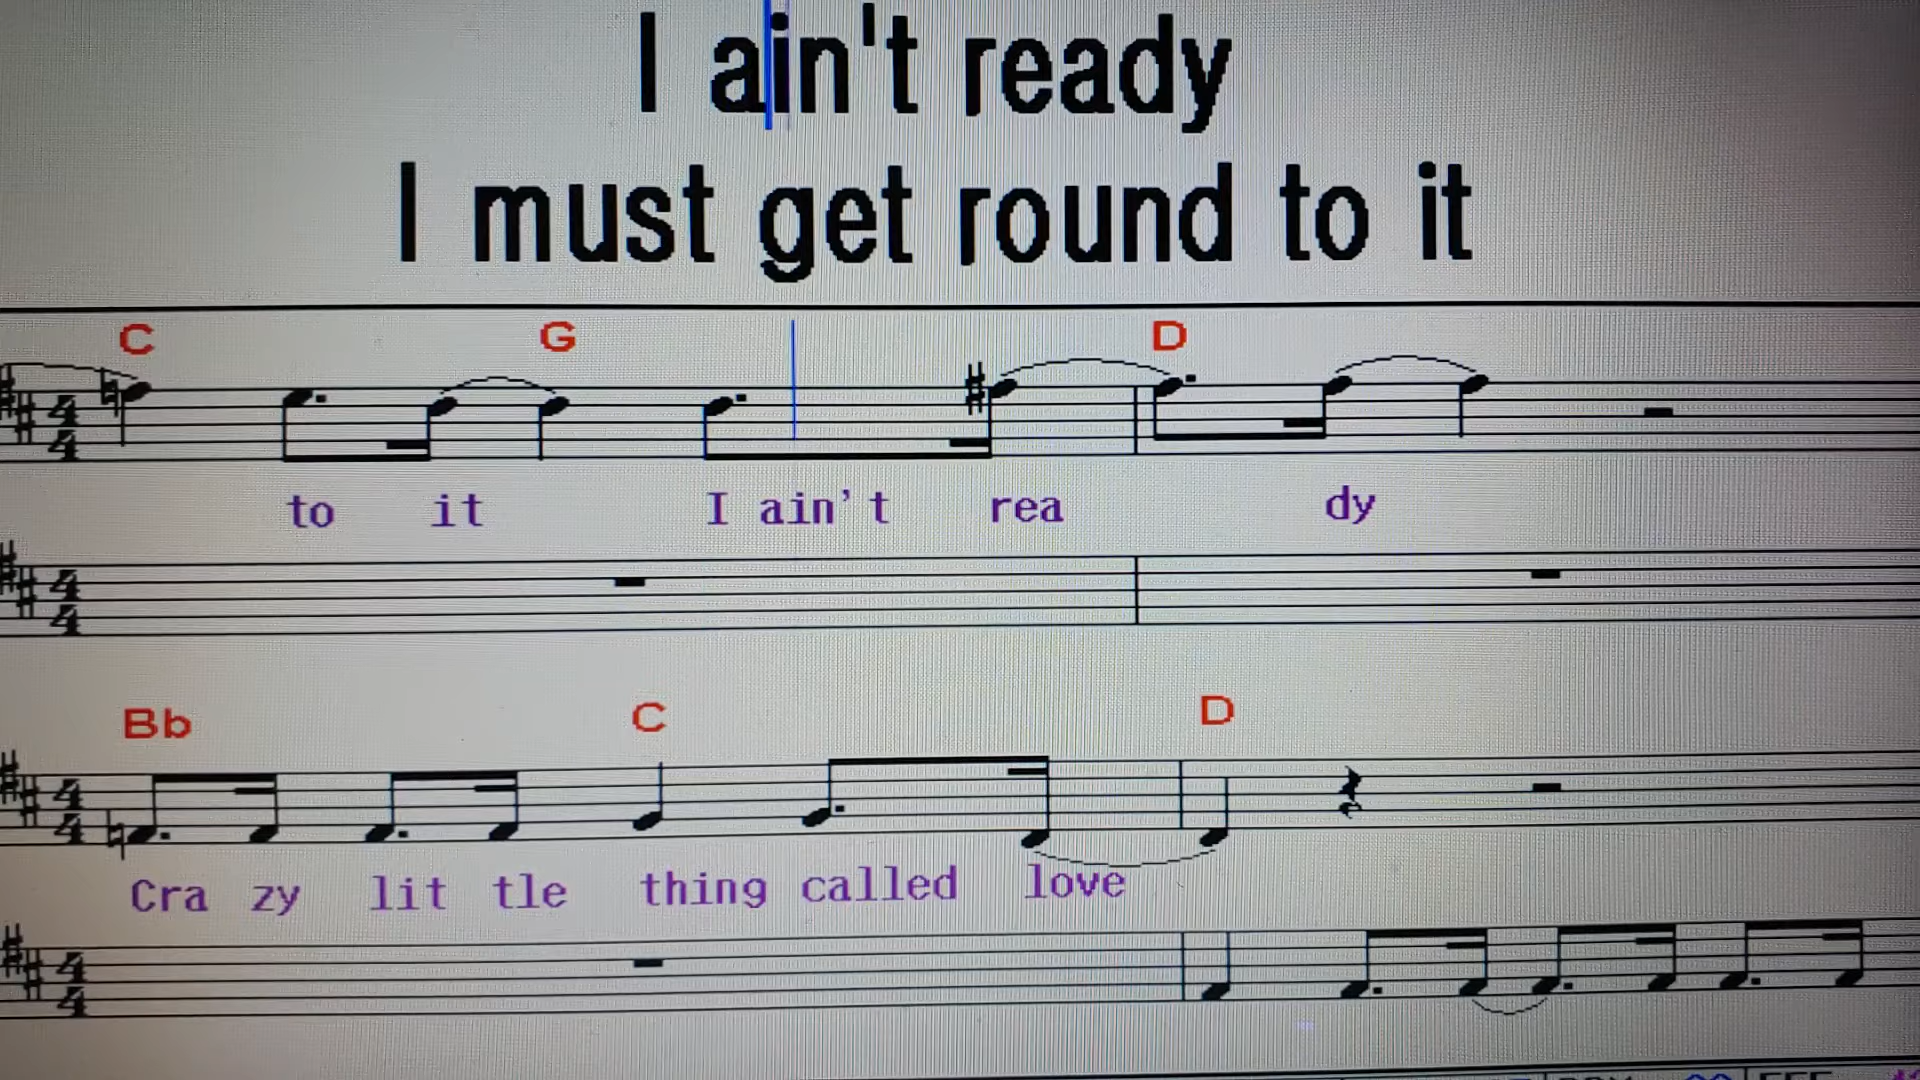 I ain't ready
I must get round to it
C G D
to it I ain't rea dy
Bb C D
Cra zy lit tle thing called love